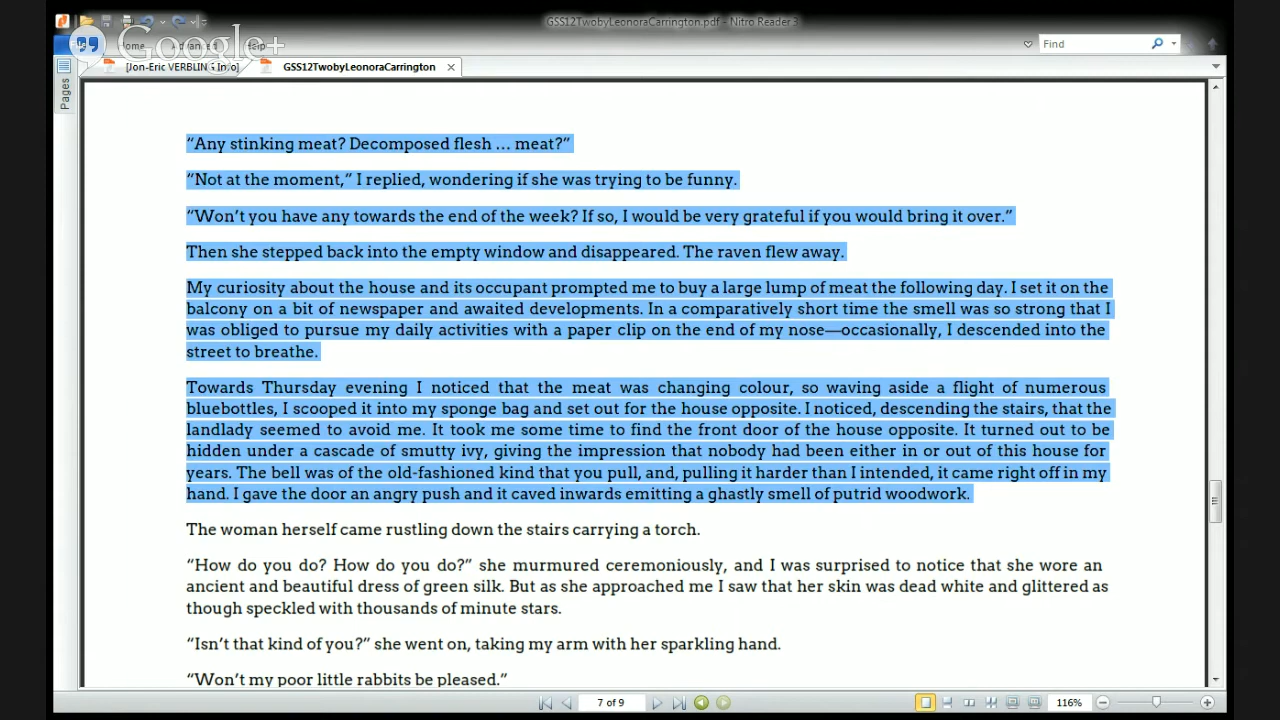 GSS12TwobyLeonoraCarrington.pdf - Nitro Reader 3
Google+
Home Advanced Help
Find
[Jon-Eric VERBLING Info] GSS12TwobyLeonoraCarrington
Pages
“Any stinking meat? Decomposed flesh … meat?”
“Not at the moment,” I replied, wondering if she was trying to be funny.
“Won’t you have any towards the end of the week? If so, I would be very grateful if you would bring it over.”
Then she stepped back into the empty window and disappeared. The raven flew away.
My curiosity about the house and its occupant prompted me to buy a large lump of meat the following day. I set it on the
balcony on a bit of newspaper and awaited developments. In a comparatively short time the smell was so strong that I
was obliged to pursue my daily activities with a paper clip on the end of my nose—occasionally, I descended into the
street to breathe.
Towards Thursday evening I noticed that the meat was changing colour, so waving aside a flight of numerous
bluebottles, I scooped it into my sponge bag and set out for the house opposite. I noticed, descending the stairs, that the
landlady seemed to avoid me. It took me some time to find the front door of the house opposite. It turned out to be
hidden under a cascade of smutty ivy, giving the impression that nobody had been either in or out of this house for
years. The bell was of the old-fashioned kind that you pull, and, pulling it harder than I intended, it came right off in my
hand. I gave the door an angry push and it caved inwards emitting a ghastly smell of putrid woodwork.
The woman herself came rustling down the stairs carrying a torch.
“How do you do? How do you do?” she murmured ceremoniously, and I was surprised to notice that she wore an
ancient and beautiful dress of green silk. But as she approached me I saw that her skin was dead white and glittered as
though speckled with thousands of minute stars.
“Isn’t that kind of you?” she went on, taking my arm with her sparkling hand.
“Won’t my poor little rabbits be pleased.”
7 of 9
116%